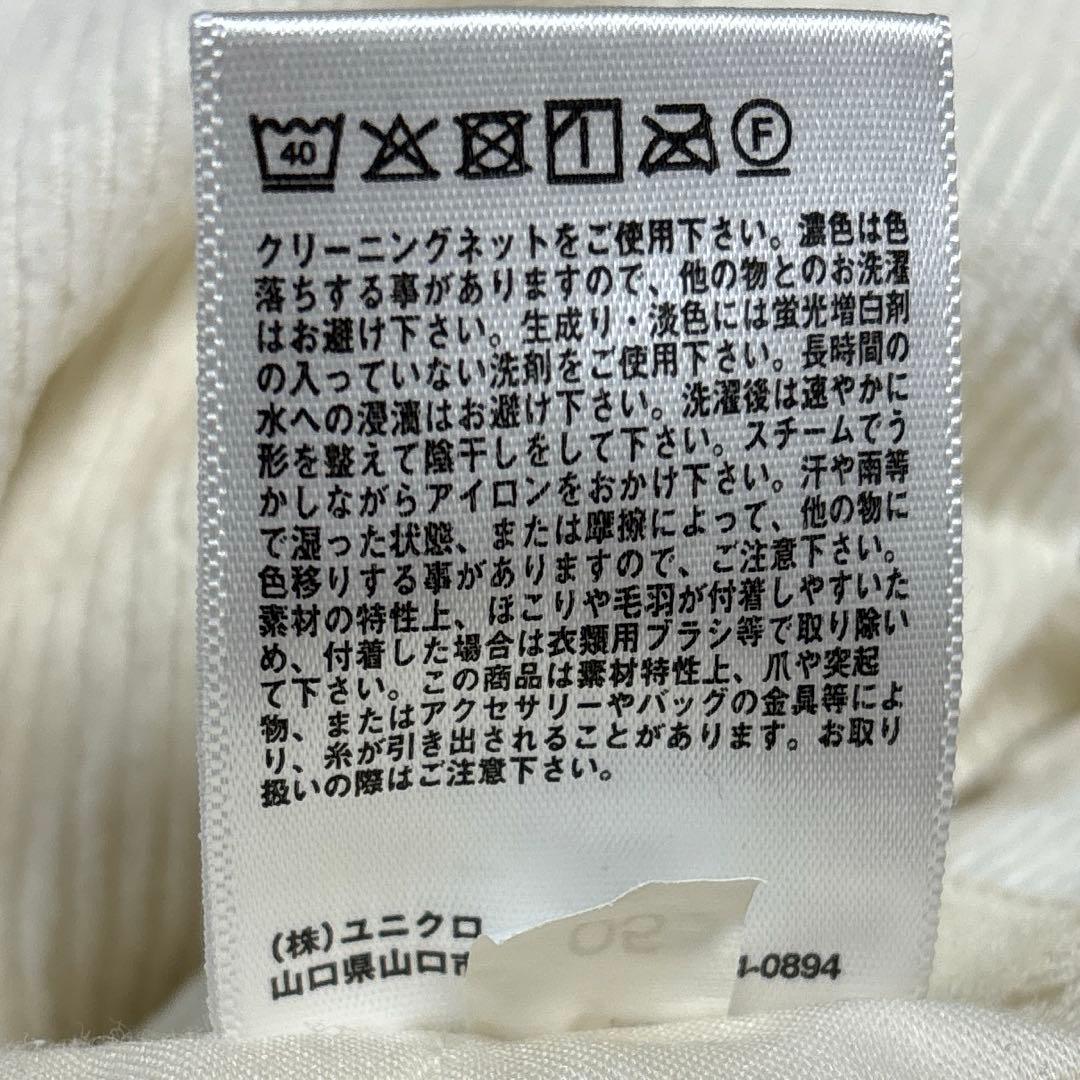 40 F
クリーニングネットをご使用下さい。濃色は色
落ちする事がありますので、他の物とのお洗濯
はお避け下さい。生成り・淡色には蛍光増白剤
の入っていない洗剤をご使用下さい。長時間の
水への浸漬はお避け下さい。洗濯後は速やかに
形を整えて陰干しをして下さい。スチームでう
かしながらアイロンをおかけ下さい。汗や雨等
で湿った状態、または摩擦によって、他の物に
色移りする事がありますので、ご注意下さい。
素材の特性上、ほこりや毛羽が付着しやすいた
め、付着した場合は衣類用ブラシ等で取り除い
て下さい。この商品は素材特性上、爪や突起
物、またはアクセサリーやバッグの金具等によ
り、糸が引き出されることがあります。お取り
扱いの際はご注意下さい。
(株)ユニクロ
山口県山口市 -0894